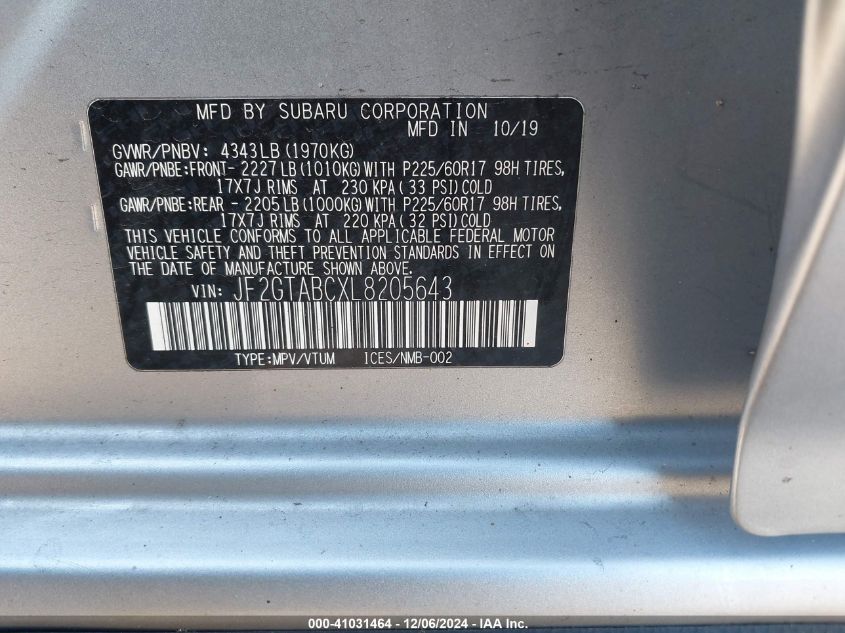 MFD BY SUBARU CORPORATION
MFD IN 10/19
GVWR/PNBV: 4343LB (1970KG)
GAWR/PNBE:FRONT- 2227LB(1010KG)WITH P225/60R17 98H TIRES,
17X7J RIMS AT 230 KPA( 33 PSI)COLD
GAWR/PNBE:REAR - 2205LB(1000KG)WITH P225/60R17 98H TIRES,
17X7J RIMS AT 220 KPA( 32 PSI)COLD
THIS VEHICLE CONFORMS TO ALL APPLICABLE FEDERAL MOTOR
VEHICLE SAFETY AND THEFT PREVENTION STANDARDS IN EFFECT ON
THE DATE OF MANUFACTURE SHOWN ABOVE.
VIN: JF2GTABCXL8205643
TYPE:MPV/VTUM ICES/NMB-002
000-41031464 - 12/06/2024 - IAA Inc.